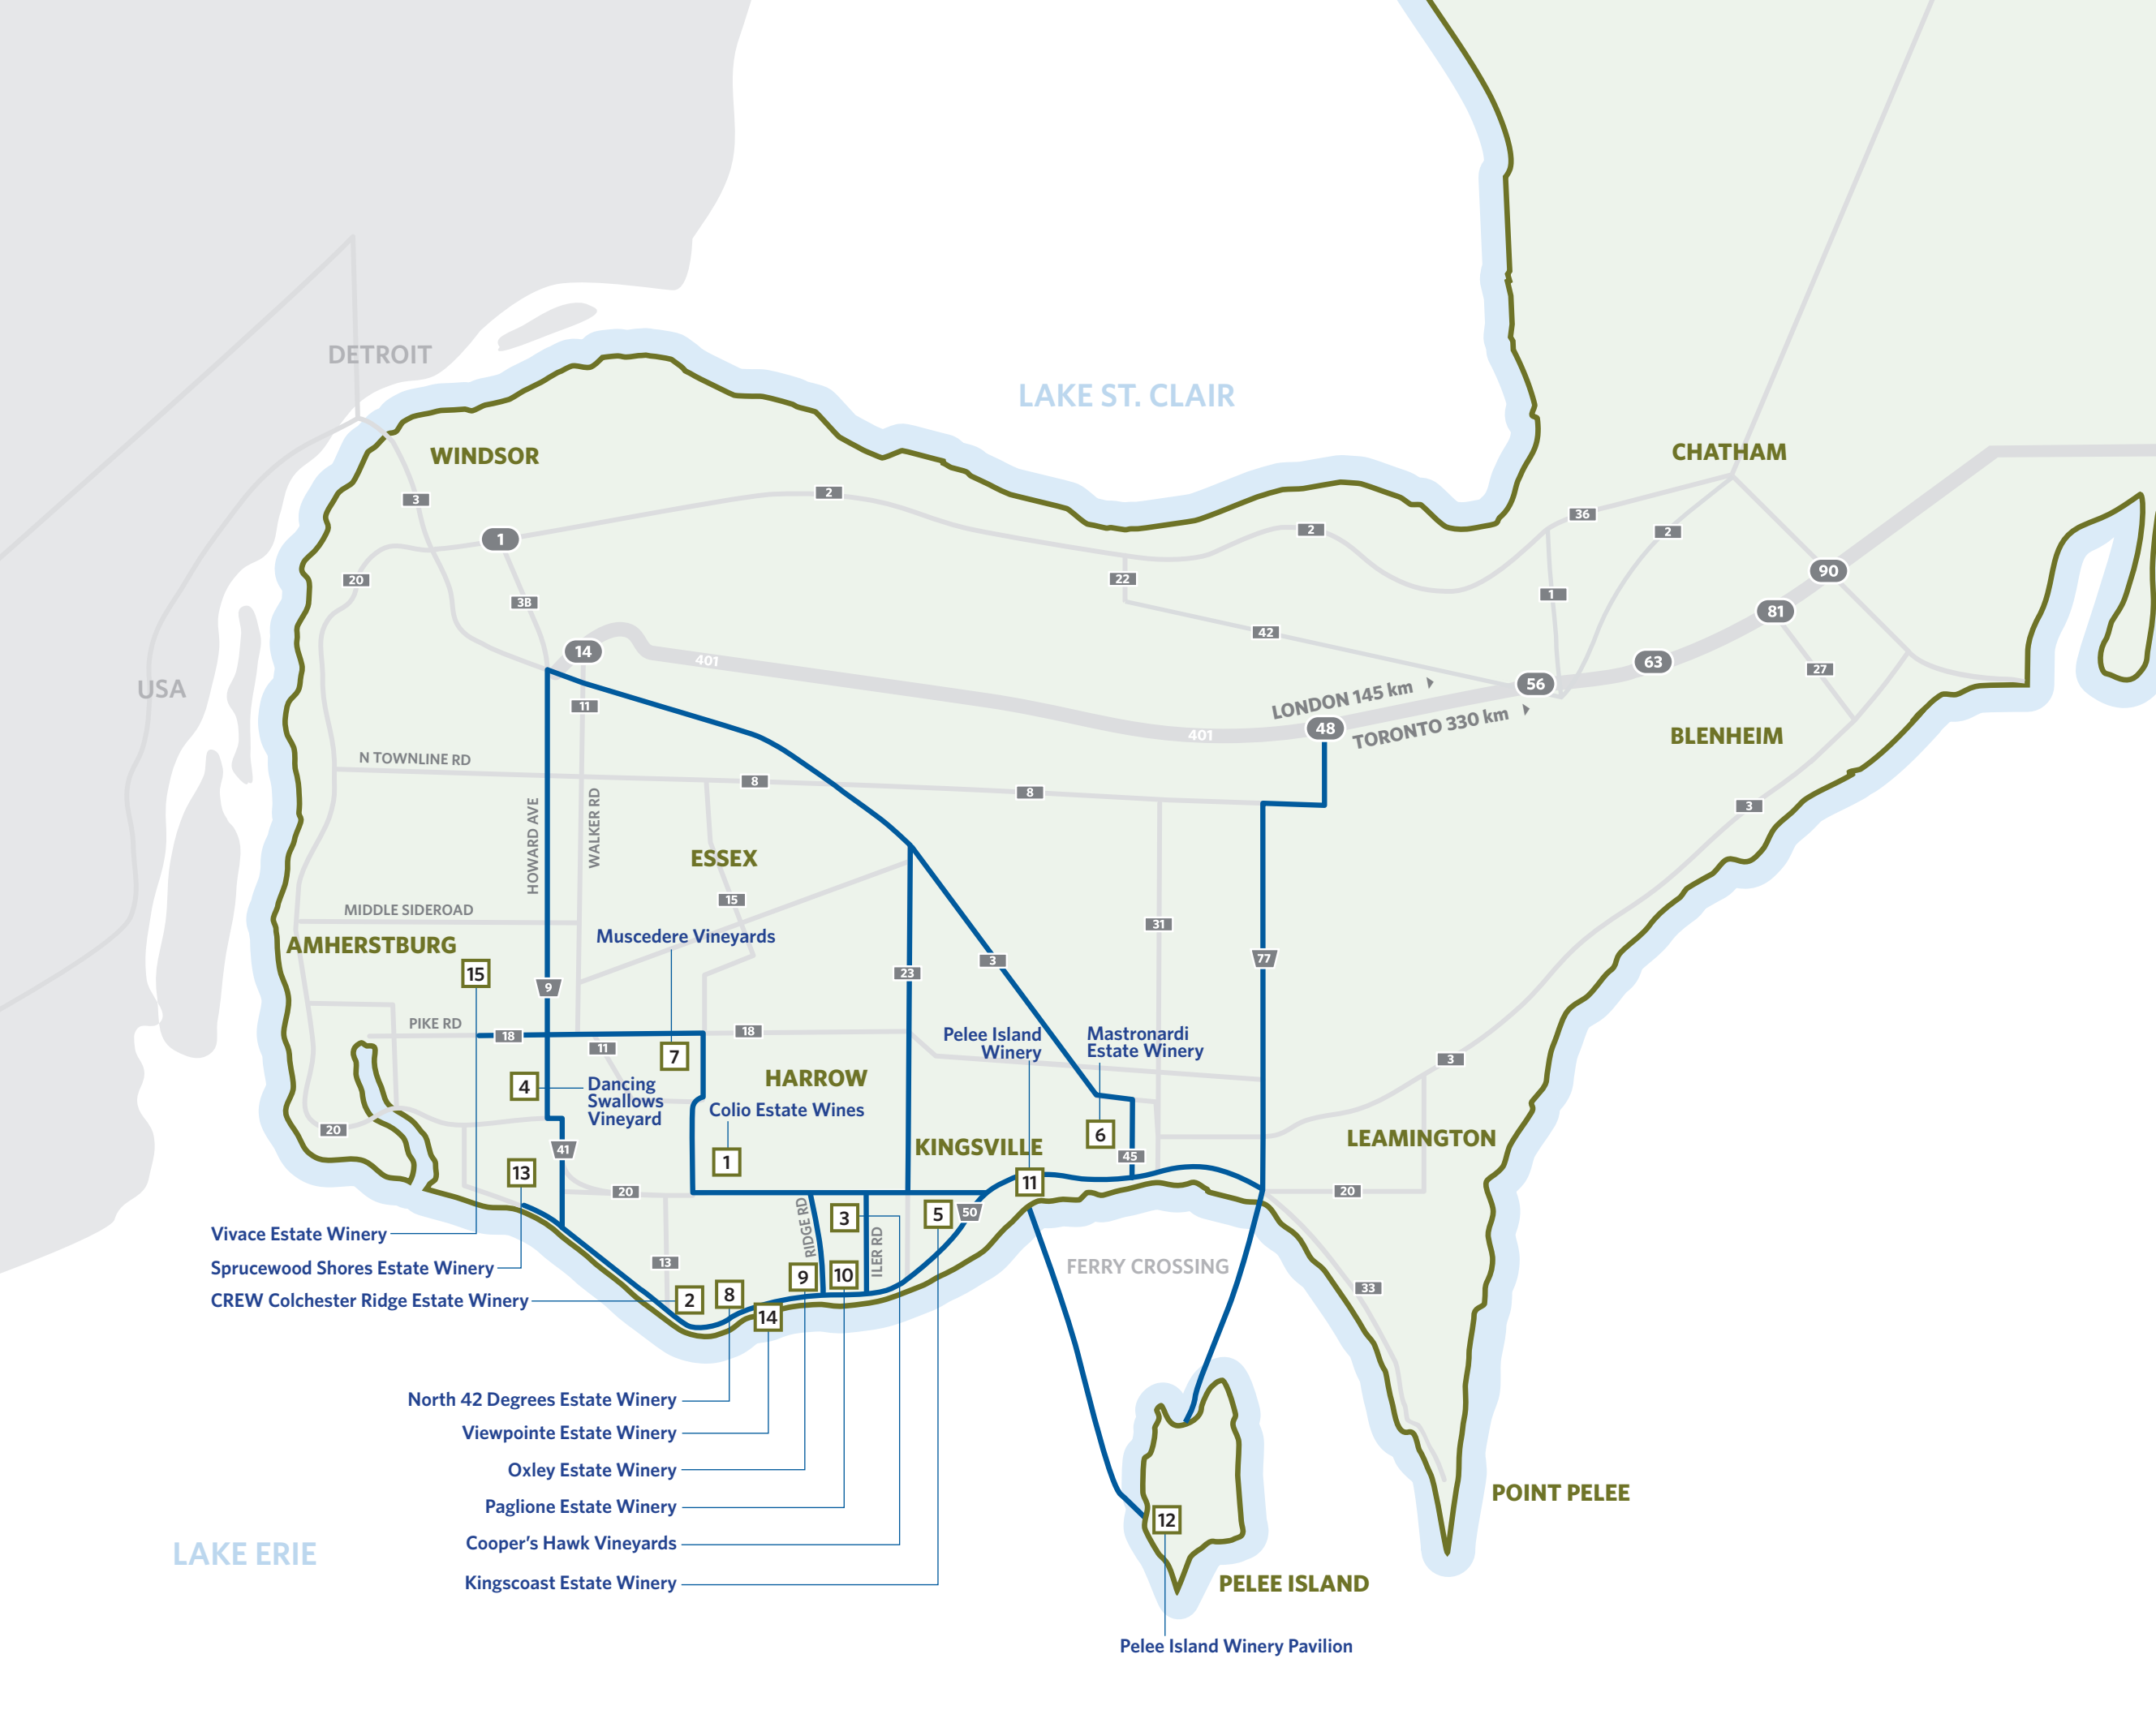 LAKE ST. CLAIR
DETROIT
WINDSOR
CHATHAM
3
2
2
36
2
1
20
3B
22
1
90
81
42
14
401
63
27
56
LONDON 145 km
48
TORONTO 330 km
401
BLENHEIM
USA
11
N TOWNLINE RD
8
8
3
HOWARD AVE
WALKER RD
ESSEX
15
MIDDLE SIDEROAD
31
AMHERSTBURG
Muscedere Vineyards
15
9
23
3
77
PIKE RD
18
18
11
7
Pelee Island
Winery
Mastronardi
Estate Winery
3
4
Dancing
Swallows
Vineyard
HARROW
Colio Estate Wines
20
41
1
KINGSVILLE
6
45
LEAMINGTON
13
20
11
20
RIDGE RD
3
ILER RD
5
50
Vivace Estate Winery
Sprucewood Shores Estate Winery
CREW Colchester Ridge Estate Winery
13
2
8
14
9
10
FERRY CROSSING
33
North 42 Degrees Estate Winery
Viewpointe Estate Winery
Oxley Estate Winery
Paglione Estate Winery
Cooper's Hawk Vineyards
Kingscoast Estate Winery
POINT PELEE
12
LAKE ERIE
PELEE ISLAND
Pelee Island Winery Pavilion